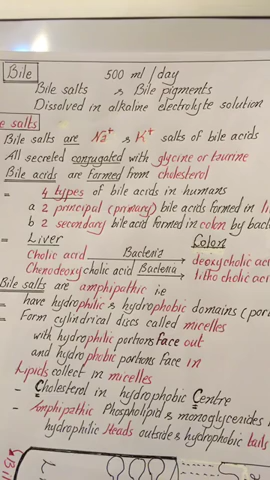 Bile 500 ml/day
Bile salts & Bile pigments
Dissolved in alkaline electrolyte solution
e salts
Bile salts are Na+ & K+ salts of bile acids
All secreted conjugated with glycine or taurine
Bile acids are formed from cholesterol
= 4 types of bile acids in humans
a 2 principal (primary) bile acids formed in li
b 2 secondary bile acid formed in colon by bact
= Liver Colon
Cholic acid Bacteria deoxycholic ac
Chenodeoxycholic acid Bacteria litho cholic aci
Bile salts are amphipathic i.e
= have hydrophilic & hydrophobic domains (por
= Form cylindrical discs called micelles
with hydrophilic portions face out
and hydrophobic portions face in
Lipids collect in micelles
- Cholesterol in hydrophobic Centre
- Amphipathic Phospholipid & monoglycerides
hydrophilic Heads outside & hydrophobic tails